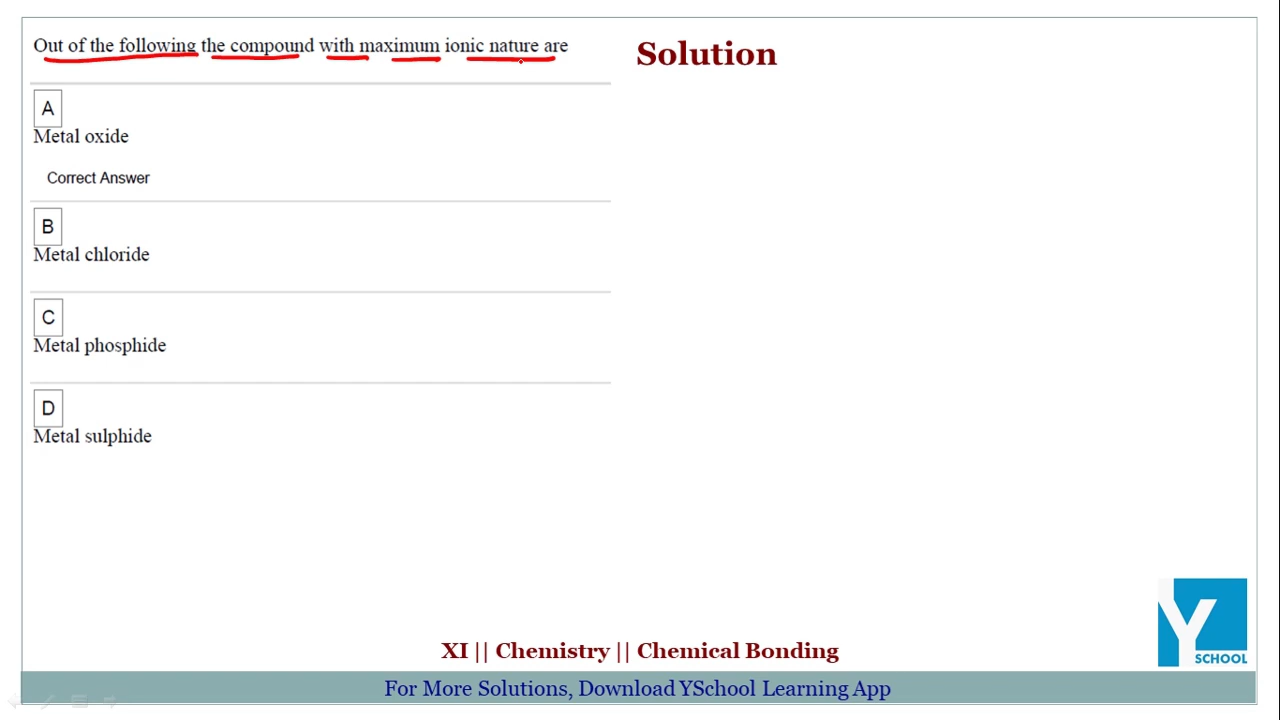 Out of the following the compound with maximum ionic nature are
Solution
A
Metal oxide
Correct Answer
B
Metal chloride
C
Metal phosphide
D
Metal sulphide
Y
SCHOOL
XI || Chemistry || Chemical Bonding
For More Solutions, Download YSchool Learning App